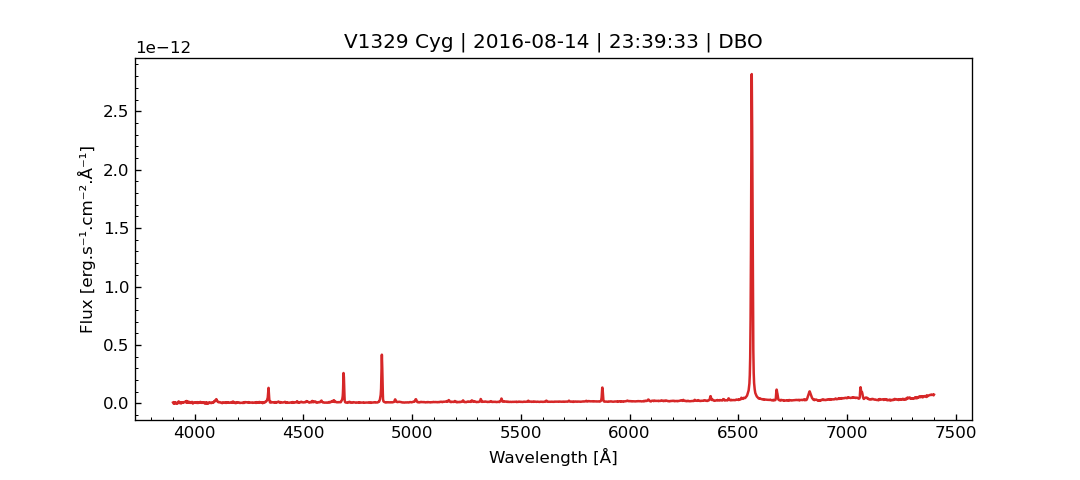 V1329 Cyg | 2016-08-14 | 23:39:33 | DBO
1e−12
2.5
2.0
1.5
1.0
0.5
0.0
Flux [erg.s⁻¹.cm⁻².Å⁻¹]
4000 4500 5000 5500 6000 6500 7000 7500
Wavelength [Å]